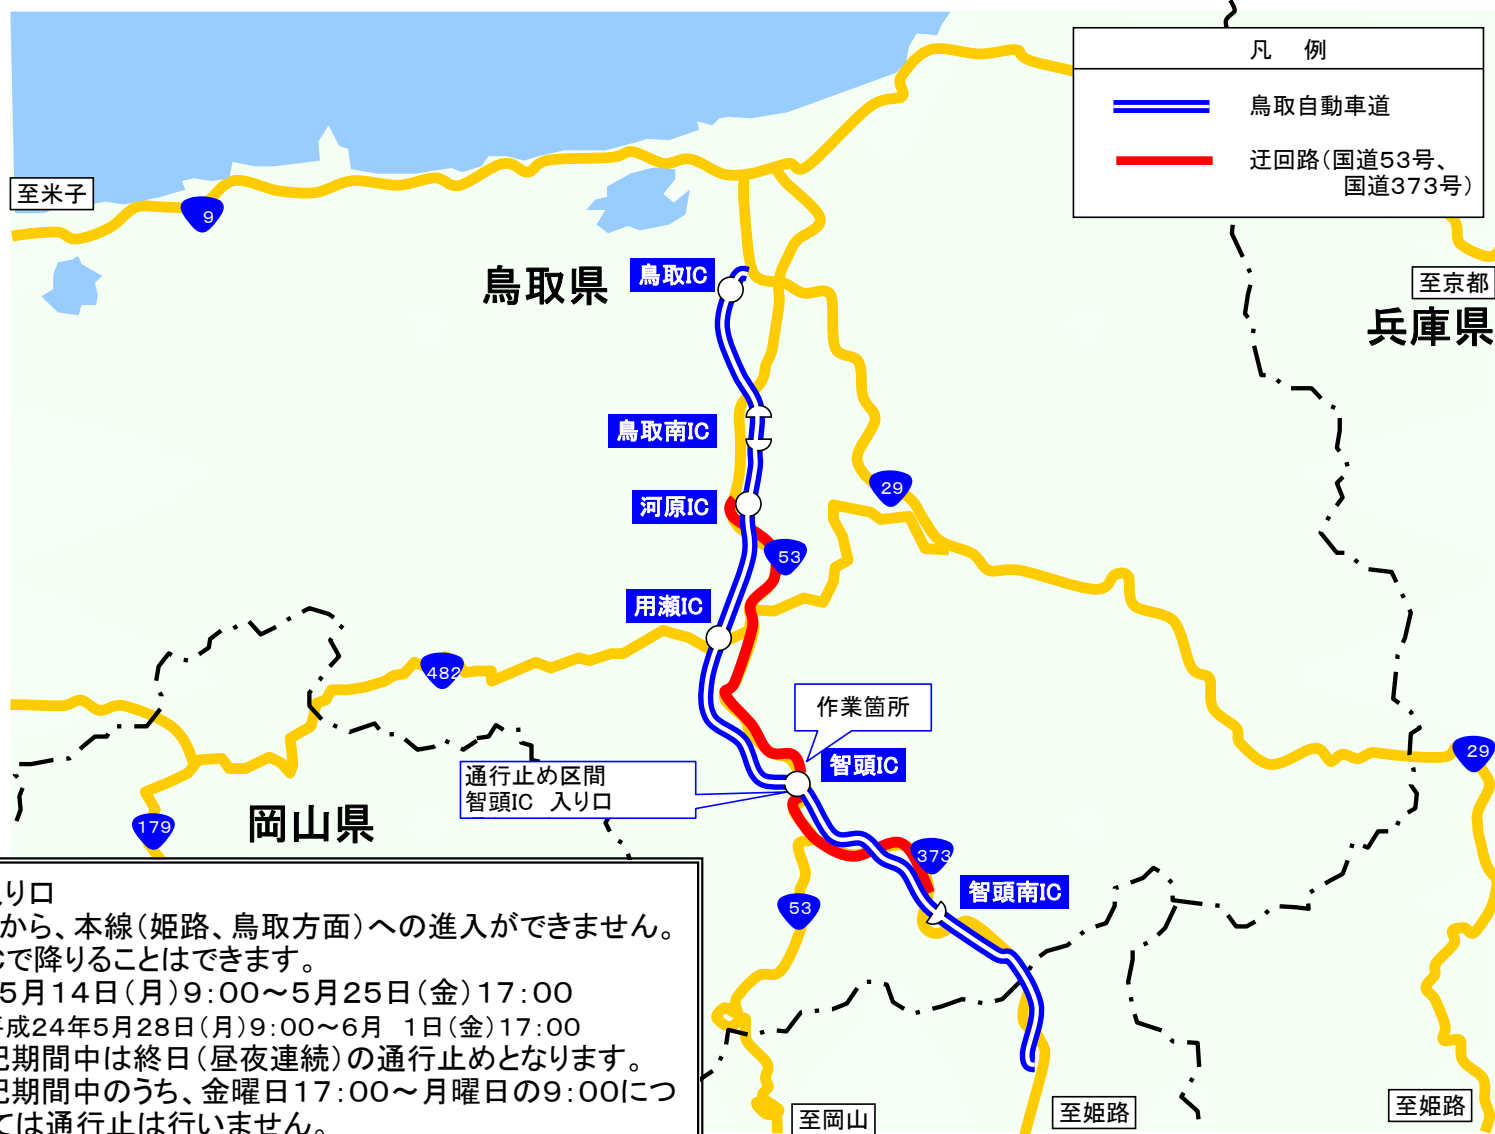 凡 例
鳥取自動車道
迂回路(国道53号、
国道373号)
至米子
9
鳥取県
鳥取IC
至京都
兵庫県
鳥取南IC
29
河原IC
53
用瀬IC
482
作業箇所
29
智頭IC
通行止め区間
智頭IC 入り口
岡山県
179
373
智頭南IC
53
り口
から、本線(姫路、鳥取方面)への進入ができません。
Cで降りることはできます。
5月14日(月)9:00～5月25日(金)17:00
成24年5月28日(月)9:00～6月 1日(金)17:00
記期間中は終日(昼夜連続)の通行止めとなります。
記期間中のうち、金曜日17:00～月曜日の9:00につ
ては通行止は行いません。
至岡山
至姫路
至姫路